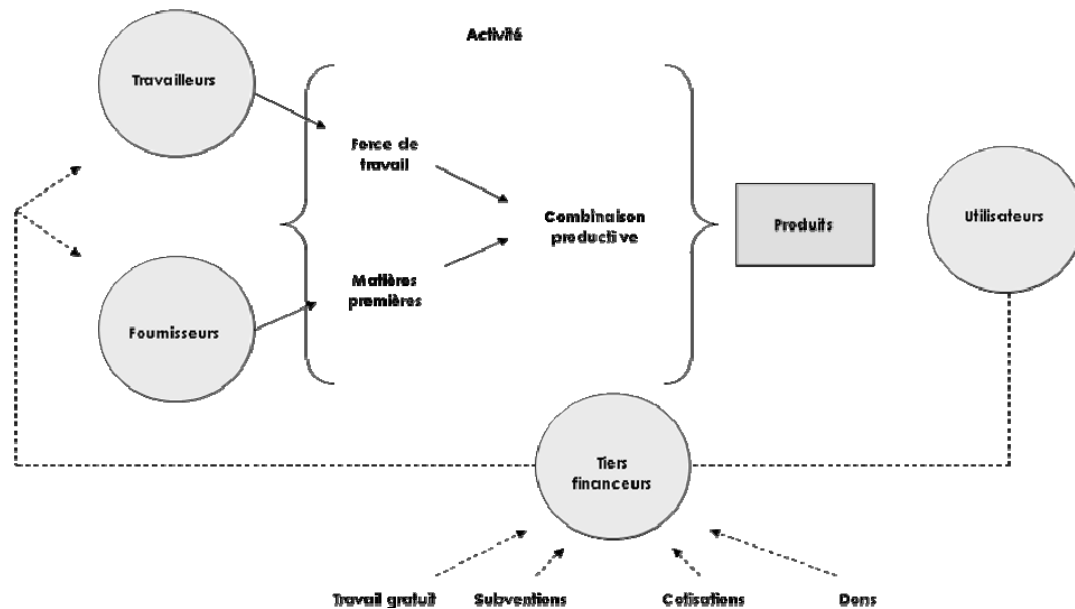 Activité
Travailleurs
Force de
travail
Combinaison
productive
Produits
Utilisateurs
Matières
premières
Fournisseurs
Tiers
financeurs
Travail gratuit
Subventions
Cotisations
Dons